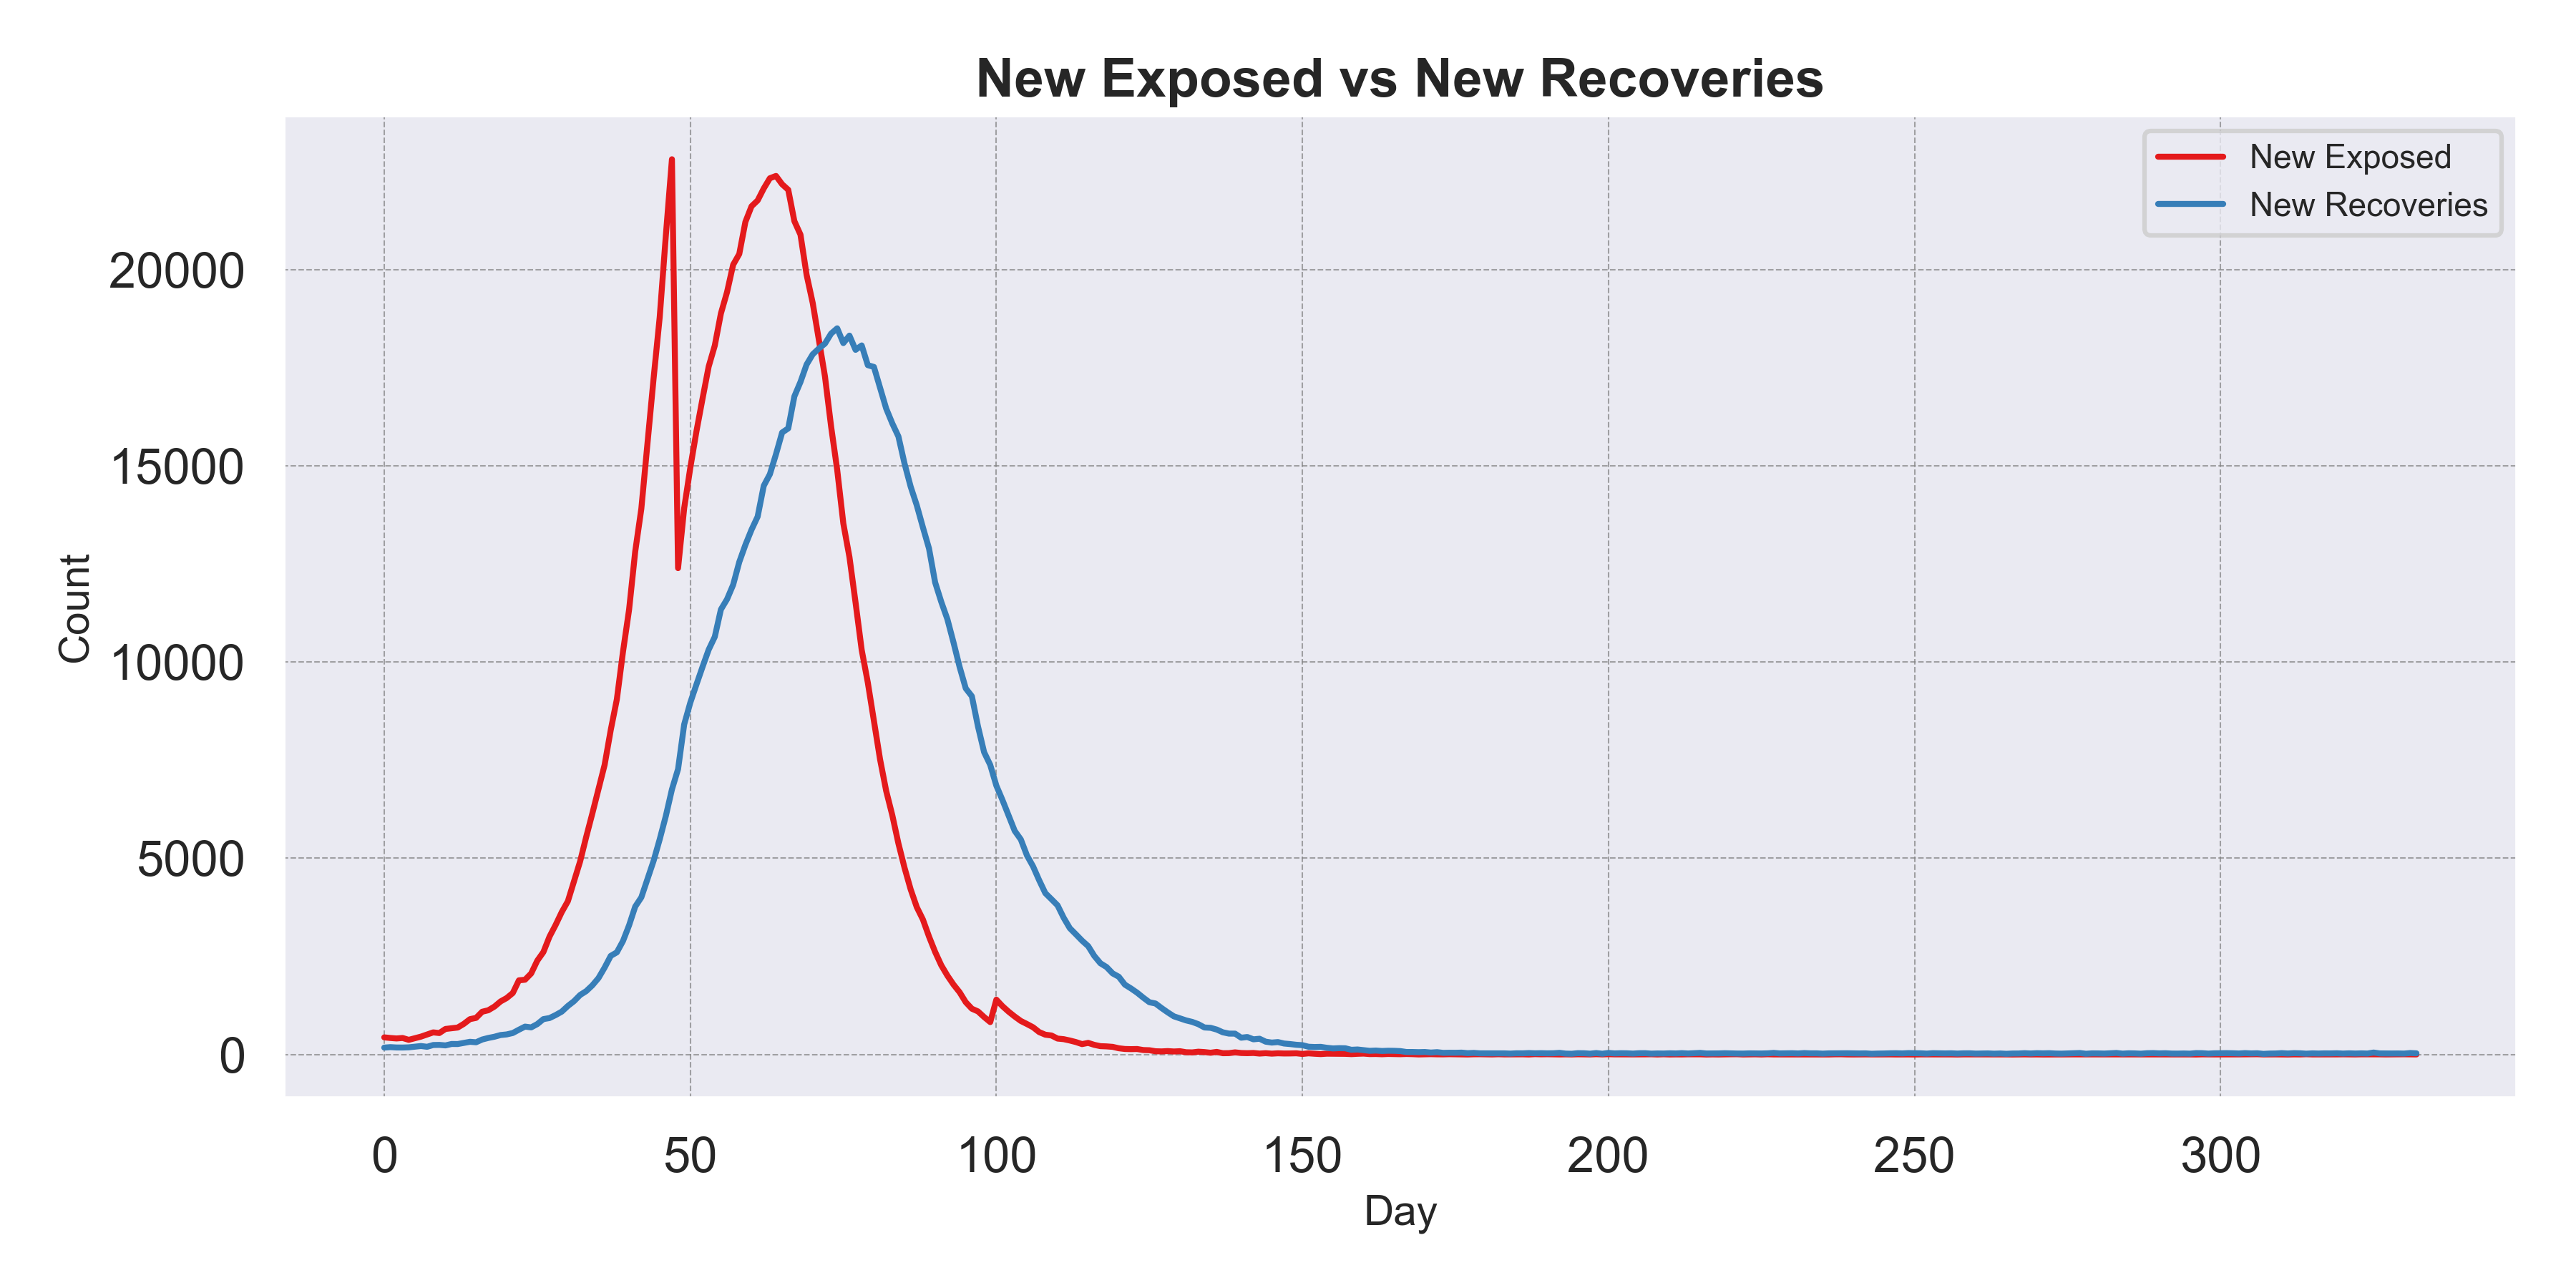 New Exposed vs New Recoveries
New Exposed
New Recoveries
20000
15000
10000
5000
0
Count
0 50 100 150 200 250 300
Day